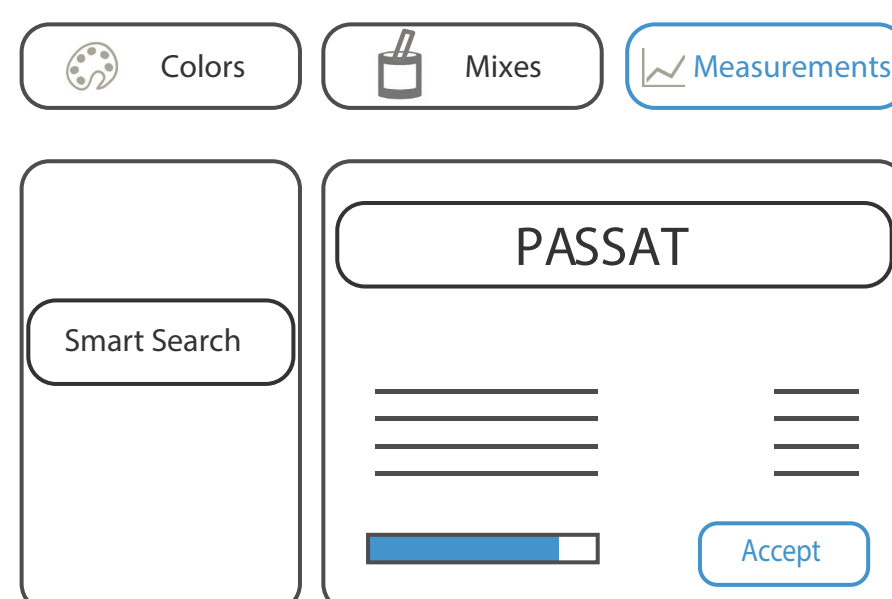 Colors
Mixes
Measurements
PASSAT
Smart Search
Accept